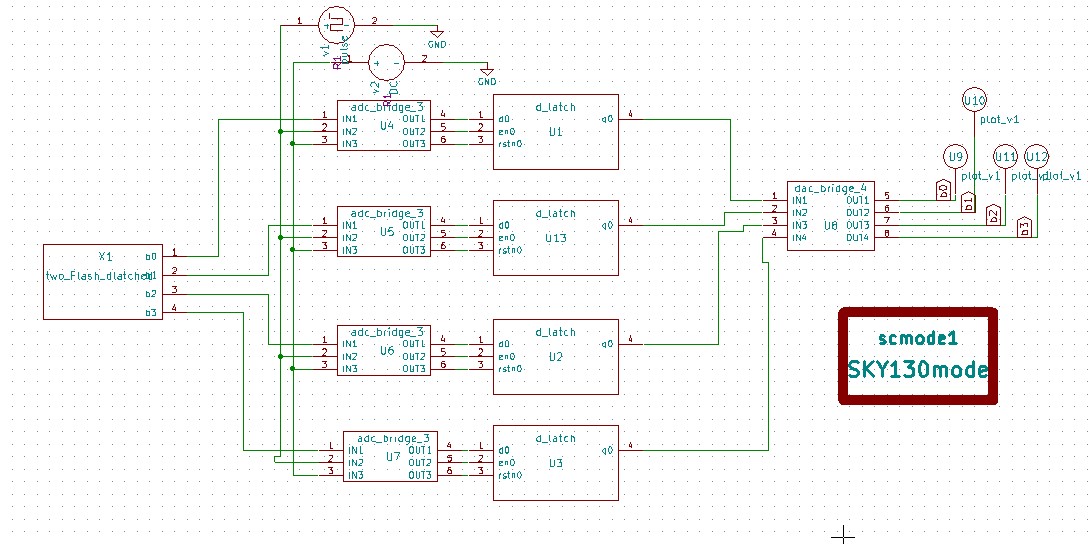 1
2
GND
v1
pulse
R1
2
GND
v2
DC
R1
adc_bridge_3
U4
1 IN1 OUT1 4
2 IN2 OUT2 5
3 IN3 OUT3 6
d_latch
U1
1 d0 q0 4
2 en0
3 rstn0
adc_bridge_3
U5
1 IN1 OUT1 4
2 IN2 OUT2 5
3 IN3 OUT3 6
d_latch
U13
1 d0 q0 4
2 en0
3 rstn0
X1
two_Flash_dlatched
b0 1
b1 2
b2 3
b3 4
adc_bridge_3
U6
1 IN1 OUT1 4
2 IN2 OUT2 5
3 IN3 OUT3 6
d_latch
U2
1 d0 q0 4
2 en0
3 rstn0
adc_bridge_3
U7
1 IN1 OUT1 4
2 IN2 OUT2 5
3 IN3 OUT3 6
d_latch
U3
1 d0 q0 4
2 en0
3 rstn0
dac_bridge_4
U8
1 IN1 OUT1 5
2 IN2 OUT2 6
3 IN3 OUT3 7
4 IN4 OUT4 8
U10
plot_v1
U9
plot_v1
U11
plot_v1
U12
plot_v1
b0
b1
b2
b3
scmode1
SKY130mode